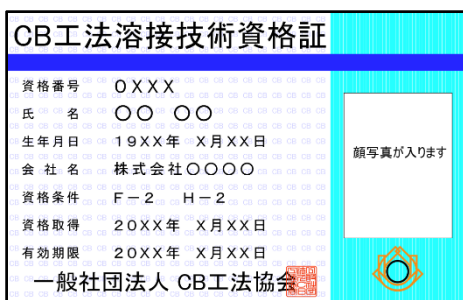 CB工法溶接技術資格証
資格番号 0XXX
氏名 〇〇 〇〇
生年月日 19XX年 X月XX日
会社名 株式会社〇〇〇〇
資格条件 F−2 H−2
資格取得 20XX年 X月XX日
有効期限 20XX年 X月XX日
一般社団法人 CB工法協会
顔写真が入ります